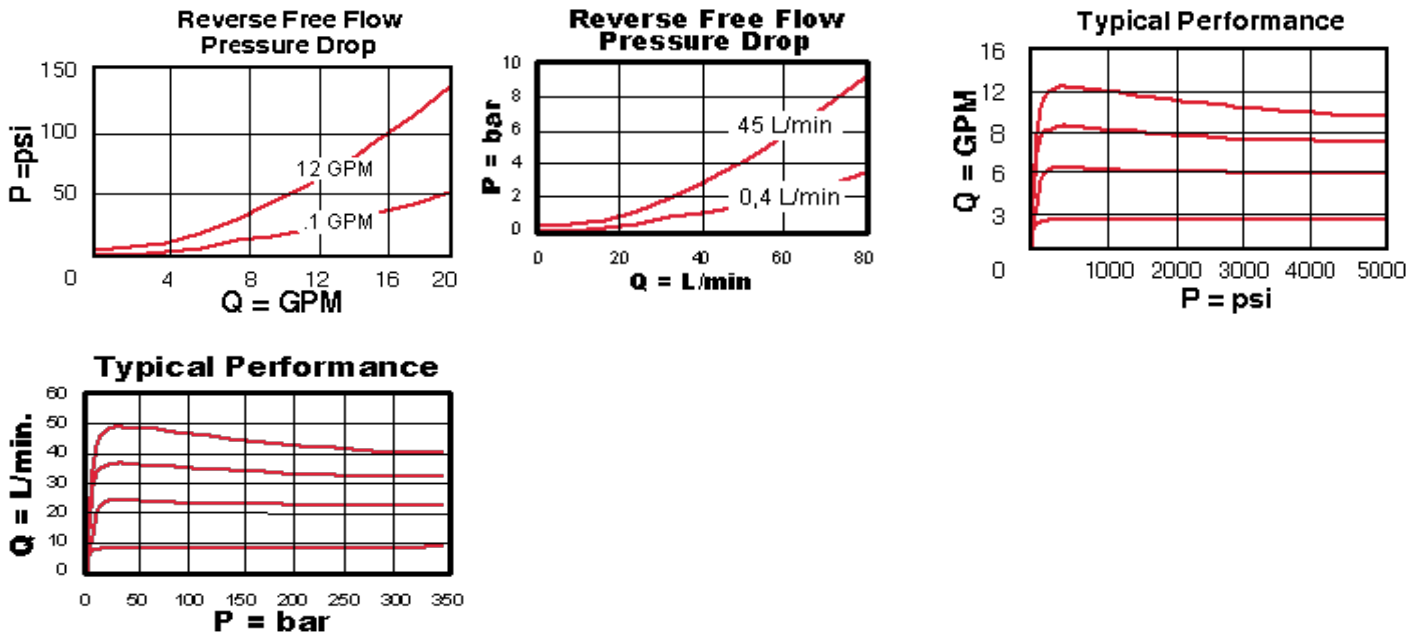 Reverse Free Flow
Pressure Drop
P =psi
150
100
50
0
12 GPM
.1 GPM
4 8 12 16 20
Q = GPM
Reverse Free Flow
Pressure Drop
P = bar
10
8
6
4
2
0
45 L/min
0,4 L/min
0 20 40 60 80
Q = L/min
Typical Performance
Q = GPM
16
12
8
6
3
0
1000 2000 3000 4000 5000
P = psi
Typical Performance
Q = L/min.
60
50
40
30
20
10
0
0 50 100 150 200 250 300 350
P = bar